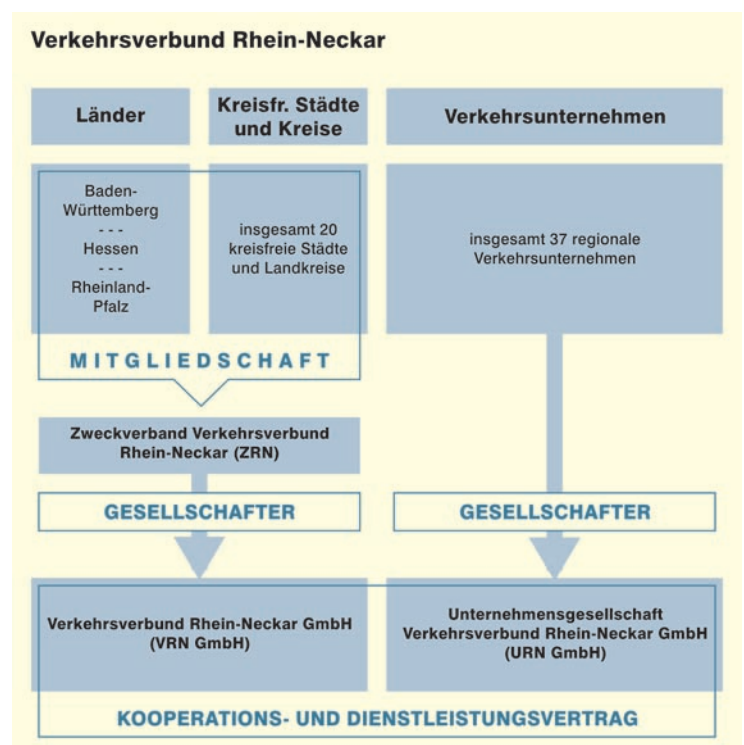 Verkehrsverbund Rhein-Neckar
Länder
Kreisfr. Städte
und Kreise
Verkehrsunternehmen
Baden-
Württemberg
- - -
Hessen
- - -
Rheinland-
Pfalz
insgesamt 20
kreisfreie Städte
und Landkreise
insgesamt 37 regionale
Verkehrsunternehmen
MITGLIEDSCHAFT
Zweckverband Verkehrsverbund
Rhein-Neckar (ZRN)
GESELLSCHAFTER
GESELLSCHAFTER
Verkehrsverbund Rhein-Neckar GmbH
(VRN GmbH)
Unternehmensgesellschaft
Verkehrsverbund Rhein-Neckar GmbH
(URN GmbH)
KOOPERATIONS- UND DIENSTLEISTUNGSVERTRAG